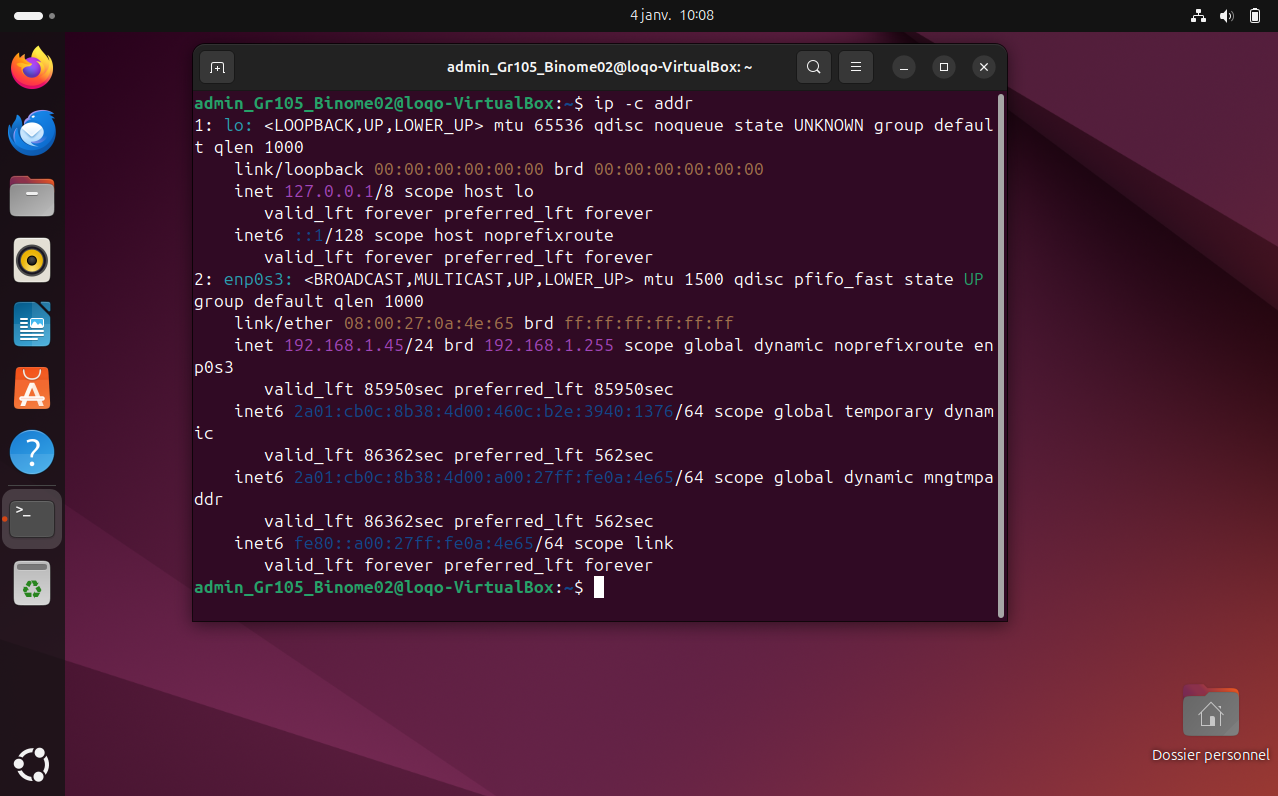 4 janv. 10:08
admin_Gr105_Binome02@loqo-VirtualBox: ~
admin_Gr105_Binome02@loqo-VirtualBox:~$ ip -c addr
1: lo: <LOOPBACK,UP,LOWER_UP> mtu 65536 qdisc noqueue state UNKNOWN group defaul
t qlen 1000
    link/loopback 00:00:00:00:00:00 brd 00:00:00:00:00:00
    inet 127.0.0.1/8 scope host lo
       valid_lft forever preferred_lft forever
    inet6 ::1/128 scope host noprefixroute
       valid_lft forever preferred_lft forever
2: enp0s3: <BROADCAST,MULTICAST,UP,LOWER_UP> mtu 1500 qdisc pfifo_fast state UP
group default qlen 1000
    link/ether 08:00:27:0a:4e:65 brd ff:ff:ff:ff:ff:ff
    inet 192.168.1.45/24 brd 192.168.1.255 scope global dynamic noprefixroute en
p0s3
       valid_lft 85950sec preferred_lft 85950sec
    inet6 2a01:cb0c:8b38:4d00:460c:b2e:3940:1376/64 scope global temporary dynam
ic
       valid_lft 86362sec preferred_lft 562sec
    inet6 2a01:cb0c:8b38:4d00:a00:27ff:fe0a:4e65/64 scope global dynamic mngtmpa
ddr
       valid_lft 86362sec preferred_lft 562sec
    inet6 fe80::a00:27ff:fe0a:4e65/64 scope link
       valid_lft forever preferred_lft forever
admin_Gr105_Binome02@loqo-VirtualBox:~$
Dossier personnel